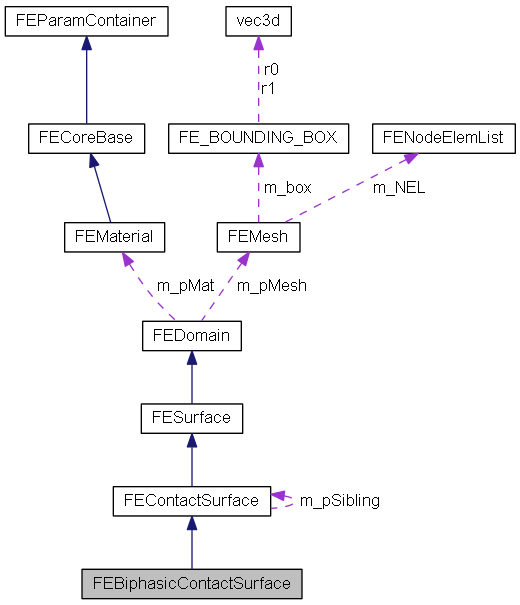 FEParamContainer
vec3d
r0
r1
FECoreBase
FE_BOUNDING_BOX
FENodeElemList
m_box
m_NEL
FEMaterial
FEMesh
m_pMat
m_pMesh
FEDomain
FESurface
FEContactSurface
m_pSibling
FEBiphasicContactSurface